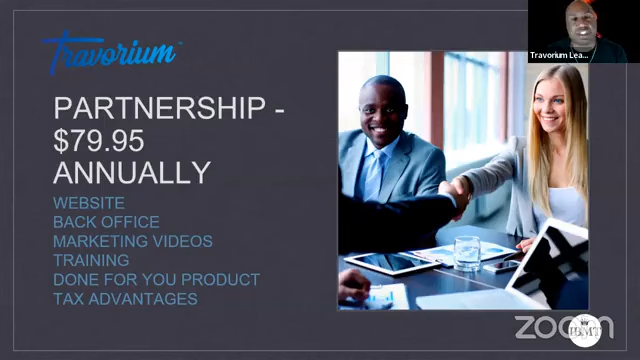 Travorium™
PARTNERSHIP -
$79.95
ANNUALLY
WEBSITE
BACK OFFICE
MARKETING VIDEOS
TRAINING
DONE FOR YOU PRODUCT
TAX ADVANTAGES
Travorium Lea...
zoom